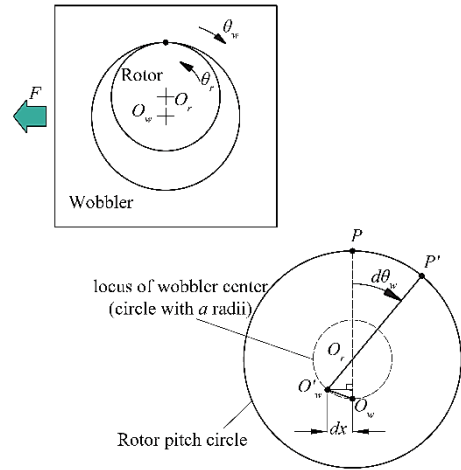 θw
Rotor
θr
F
Or
Ow
Wobbler
P
P'
dθw
locus of wobbler center
(circle with a radii)
Or
O'w
Ow
dx
Rotor pitch circle